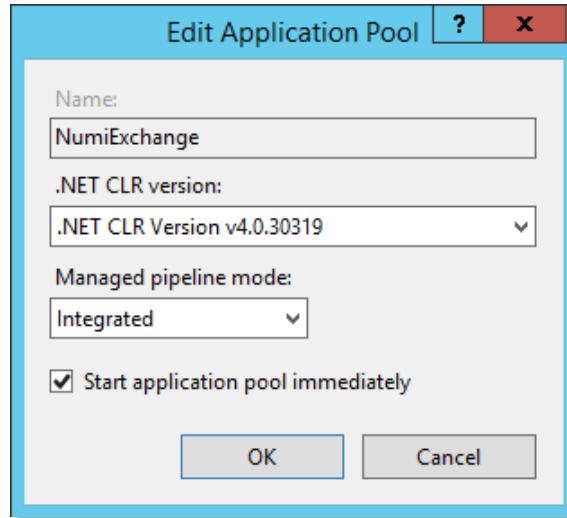 Edit Application Pool ? x
Name:
NumiExchange
.NET CLR version:
.NET CLR Version v4.0.30319
Managed pipeline mode:
Integrated
Start application pool immediately
OK Cancel